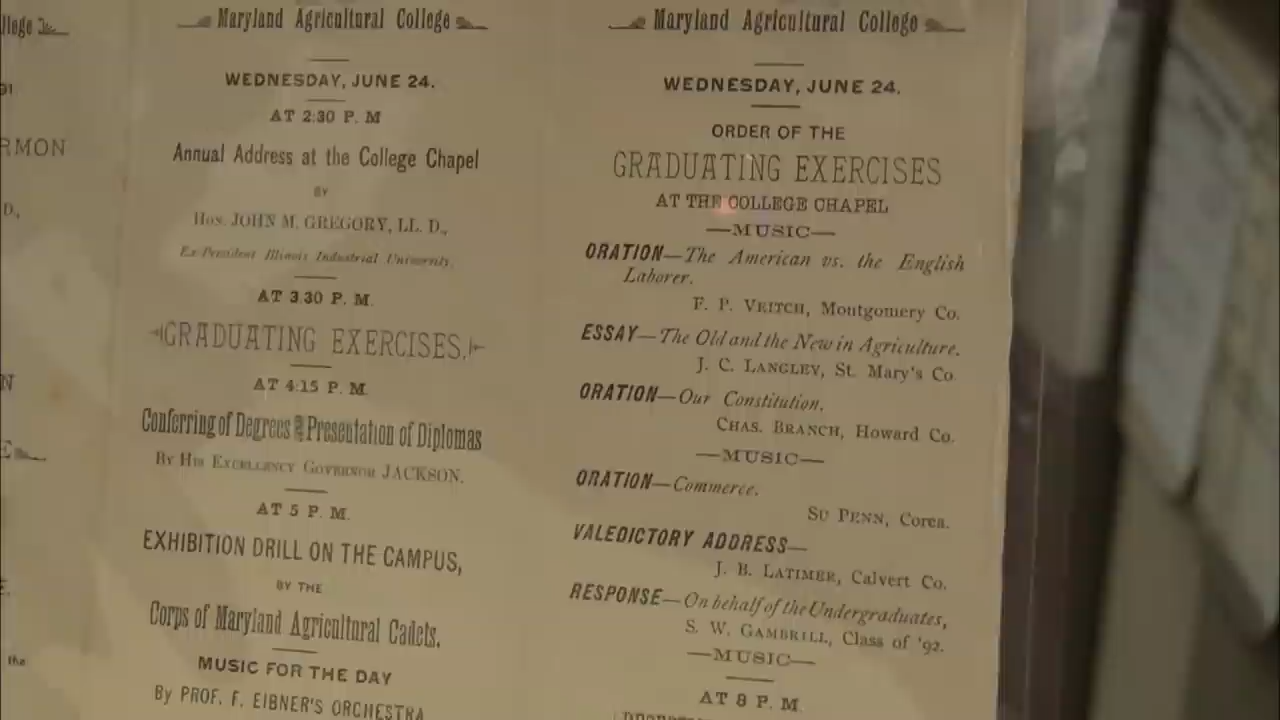 llege
91
RMON
D.,
N
E
E.
the
Maryland Agricultural College
WEDNESDAY, JUNE 24.
AT 2:30 P. M
Annual Address at the College Chapel
BY
Hon. JOHN M. GREGORY, LL. D.,
Ex-President Illinois Industrial University.
AT 3.30 P. M.
GRADUATING EXERCISES.
AT 4:15 P. M.
Conferring of Degrees and Presentation of Diplomas
By His Excellency Governor JACKSON.
AT 5 P. M.
EXHIBITION DRILL ON THE CAMPUS,
BY THE
Corps of Maryland Agricultural Cadets.
MUSIC FOR THE DAY
By PROF. F. EIBNER'S ORCHESTRA
Maryland Agricultural College
WEDNESDAY, JUNE 24.
ORDER OF THE
GRADUATING EXERCISES
AT THE COLLEGE CHAPEL
—MUSIC—
ORATION—The American vs. the English
Laborer.
F. P. VEITCH, Montgomery Co.
ESSAY—The Old and the New in Agriculture.
J. C. LANGLEY, St. Mary's Co.
ORATION—Our Constitution.
CHAS. BRANCH, Howard Co.
—MUSIC—
ORATION—Commerce.
SU PENN, Corea.
VALEDICTORY ADDRESS—
J. B. LATIMER, Calvert Co.
RESPONSE—On behalf of the Undergraduates,
S. W. GAMBRILL, Class of '92.
—MUSIC—
AT 8 P. M.